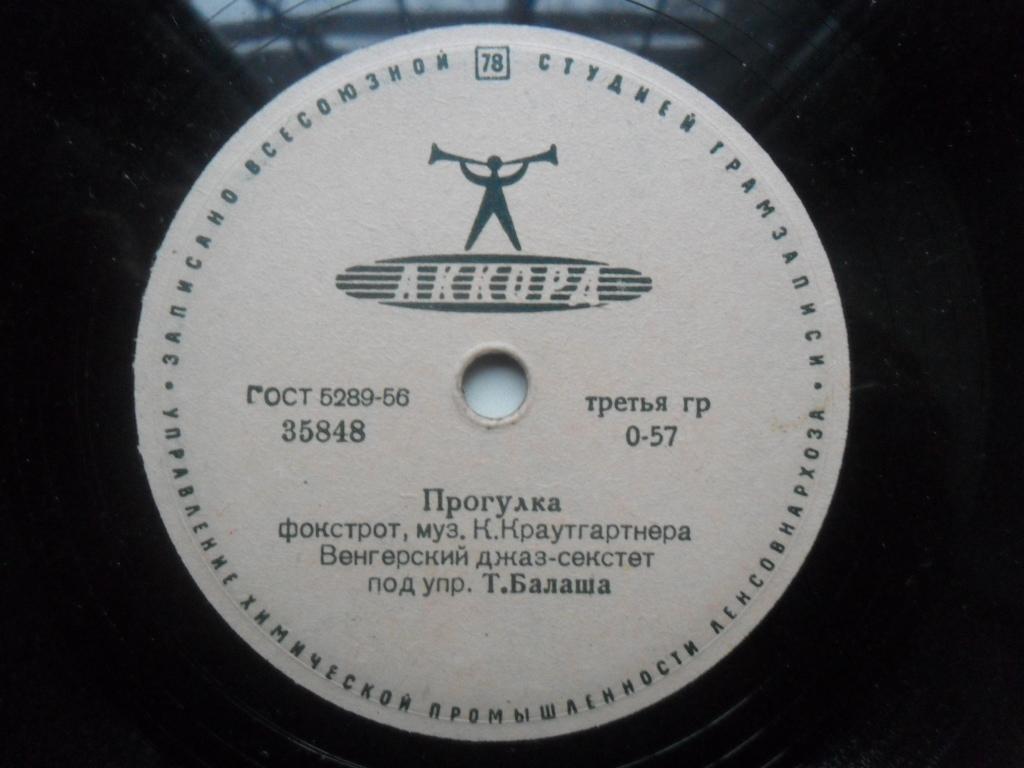 ЗАПИСАНО ВСЕСОЮЗНОЙ 78 СТУДИЕЙ ГРАМЗАПИСИ
АККОРД
ГОСТ 5289-56
35848
третья гр
0-57
Прогулка
фокстрот, муз. К.Краутгартнера
Венгерский джаз-секстет
под упр. Т.Балаша
УПРАВЛЕНИЕ ХИМИЧЕСКОЙ ПРОМЫШЛЕННОСТИ ЛЕНСОВНАРХОЗА